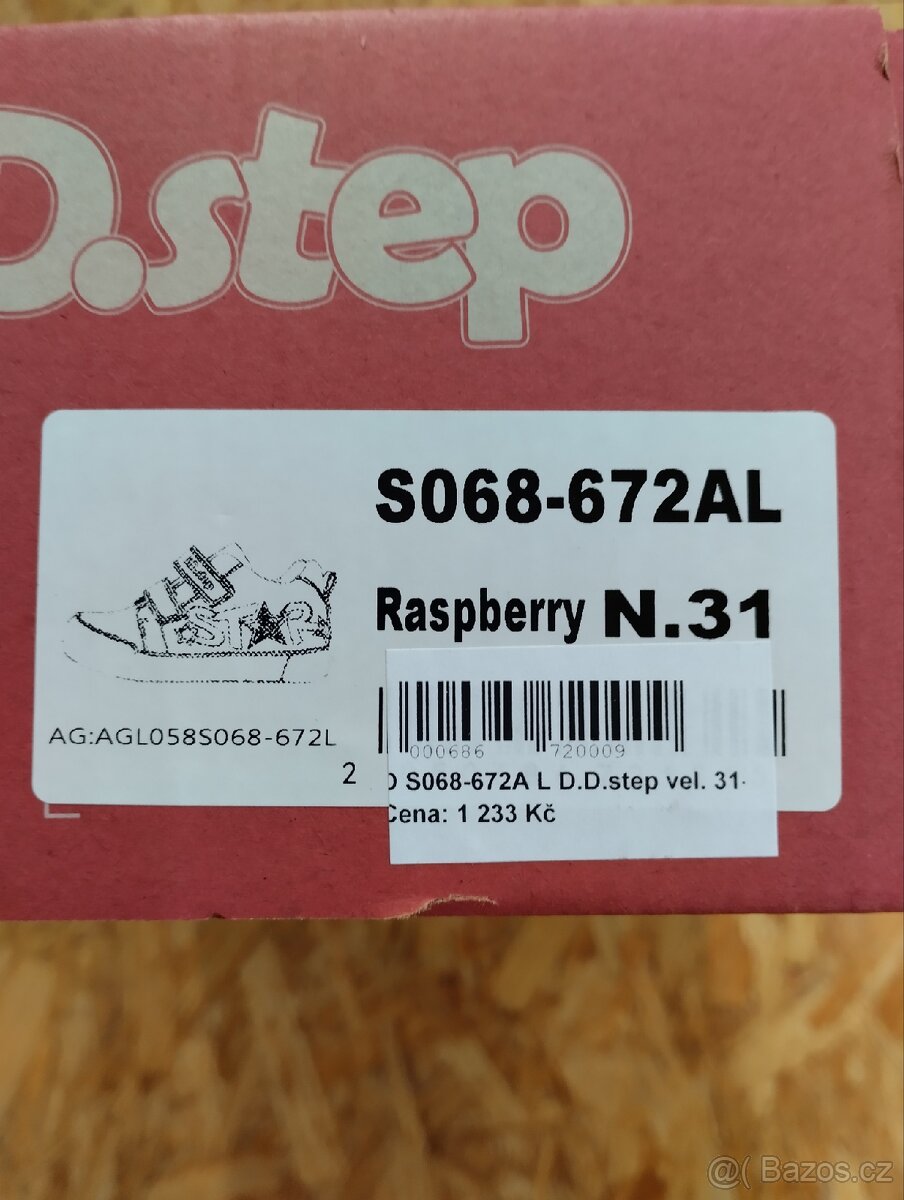 D.step
S068-672AL
Raspberry N.31
STAR
AG:AGL058S068-672L
2
000686 720009
D S068-672A L D.D.step vel. 31-
Cena: 1 233 Kč
@( Bazos.cz